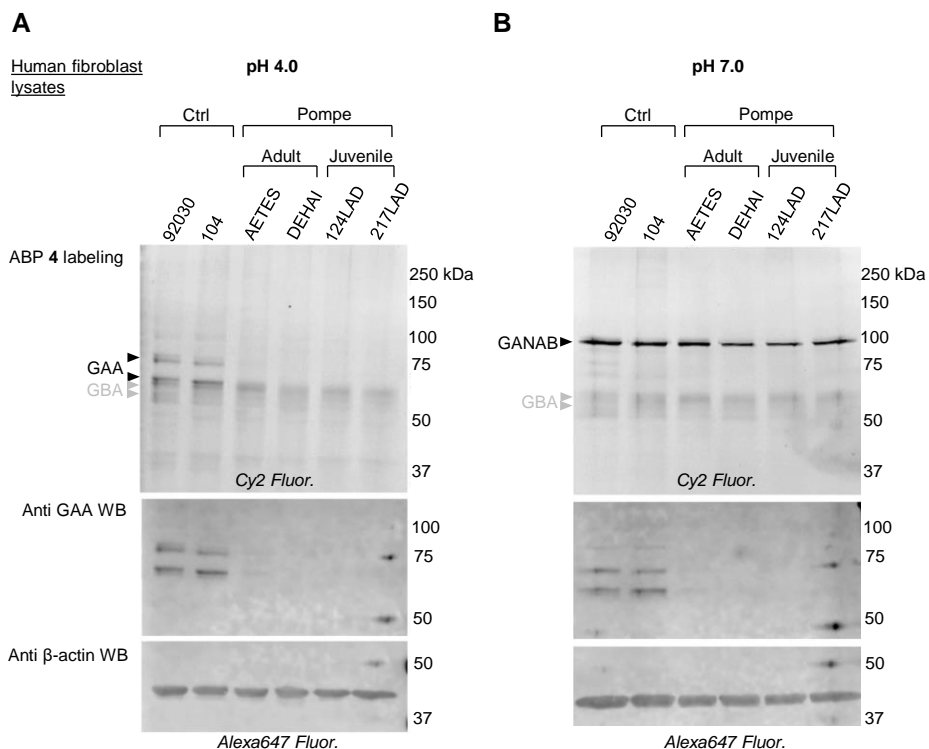 A
Human fibroblast
lysates
pH 4.0
Ctrl
Pompe
Adult
Juvenile
92030
104
AETES
DEHAI
124LAD
217LAD
ABP 4 labeling
250 kDa
150
100
75
50
37
GAA
GBA
Cy2 Fluor.
Anti GAA WB
100
75
50
Anti β-actin WB
50
37
Alexa647 Fluor.
B
pH 7.0
Ctrl
Pompe
Adult
Juvenile
92030
104
AETES
DEHAI
124LAD
217LAD
250 kDa
150
100
75
50
37
GANAB
GBA
Cy2 Fluor.
100
75
50
50
37
Alexa647 Fluor.